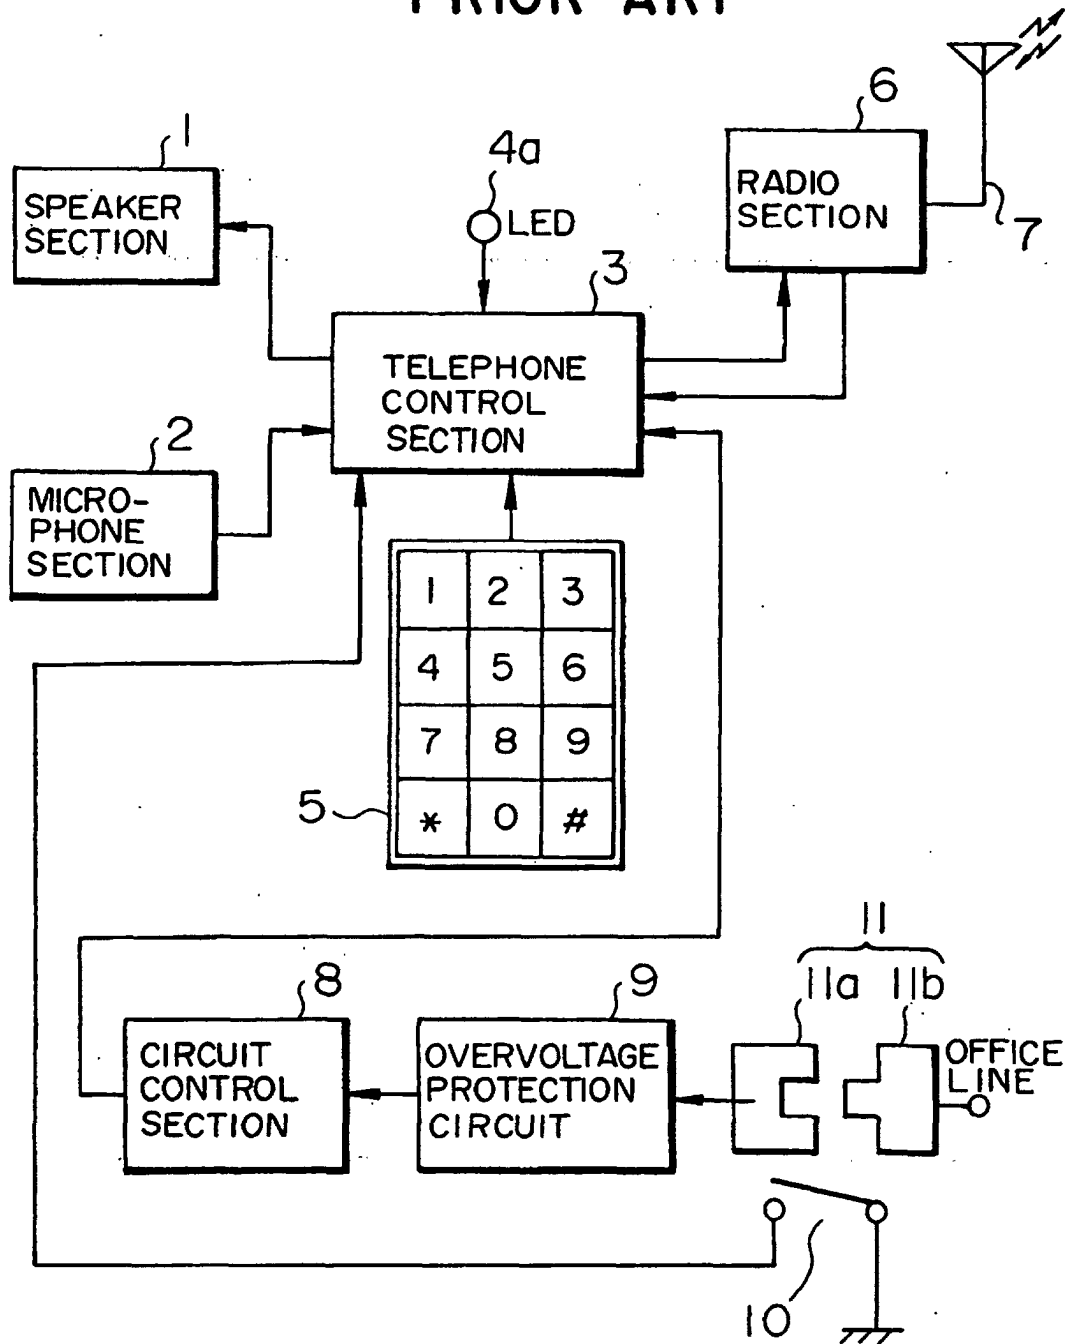 PRIOR ART
6
1
4a
SPEAKER
SECTION
LED
RADIO
SECTION
7
3
TELEPHONE
CONTROL
SECTION
2
MICRO-
PHONE
SECTION
1 2 3
4 5 6
7 8 9
* 0 #
5
11
11a 11b
8
9
CIRCUIT
CONTROL
SECTION
OVERVOLTAGE
PROTECTION
CIRCUIT
OFFICE
LINE
10